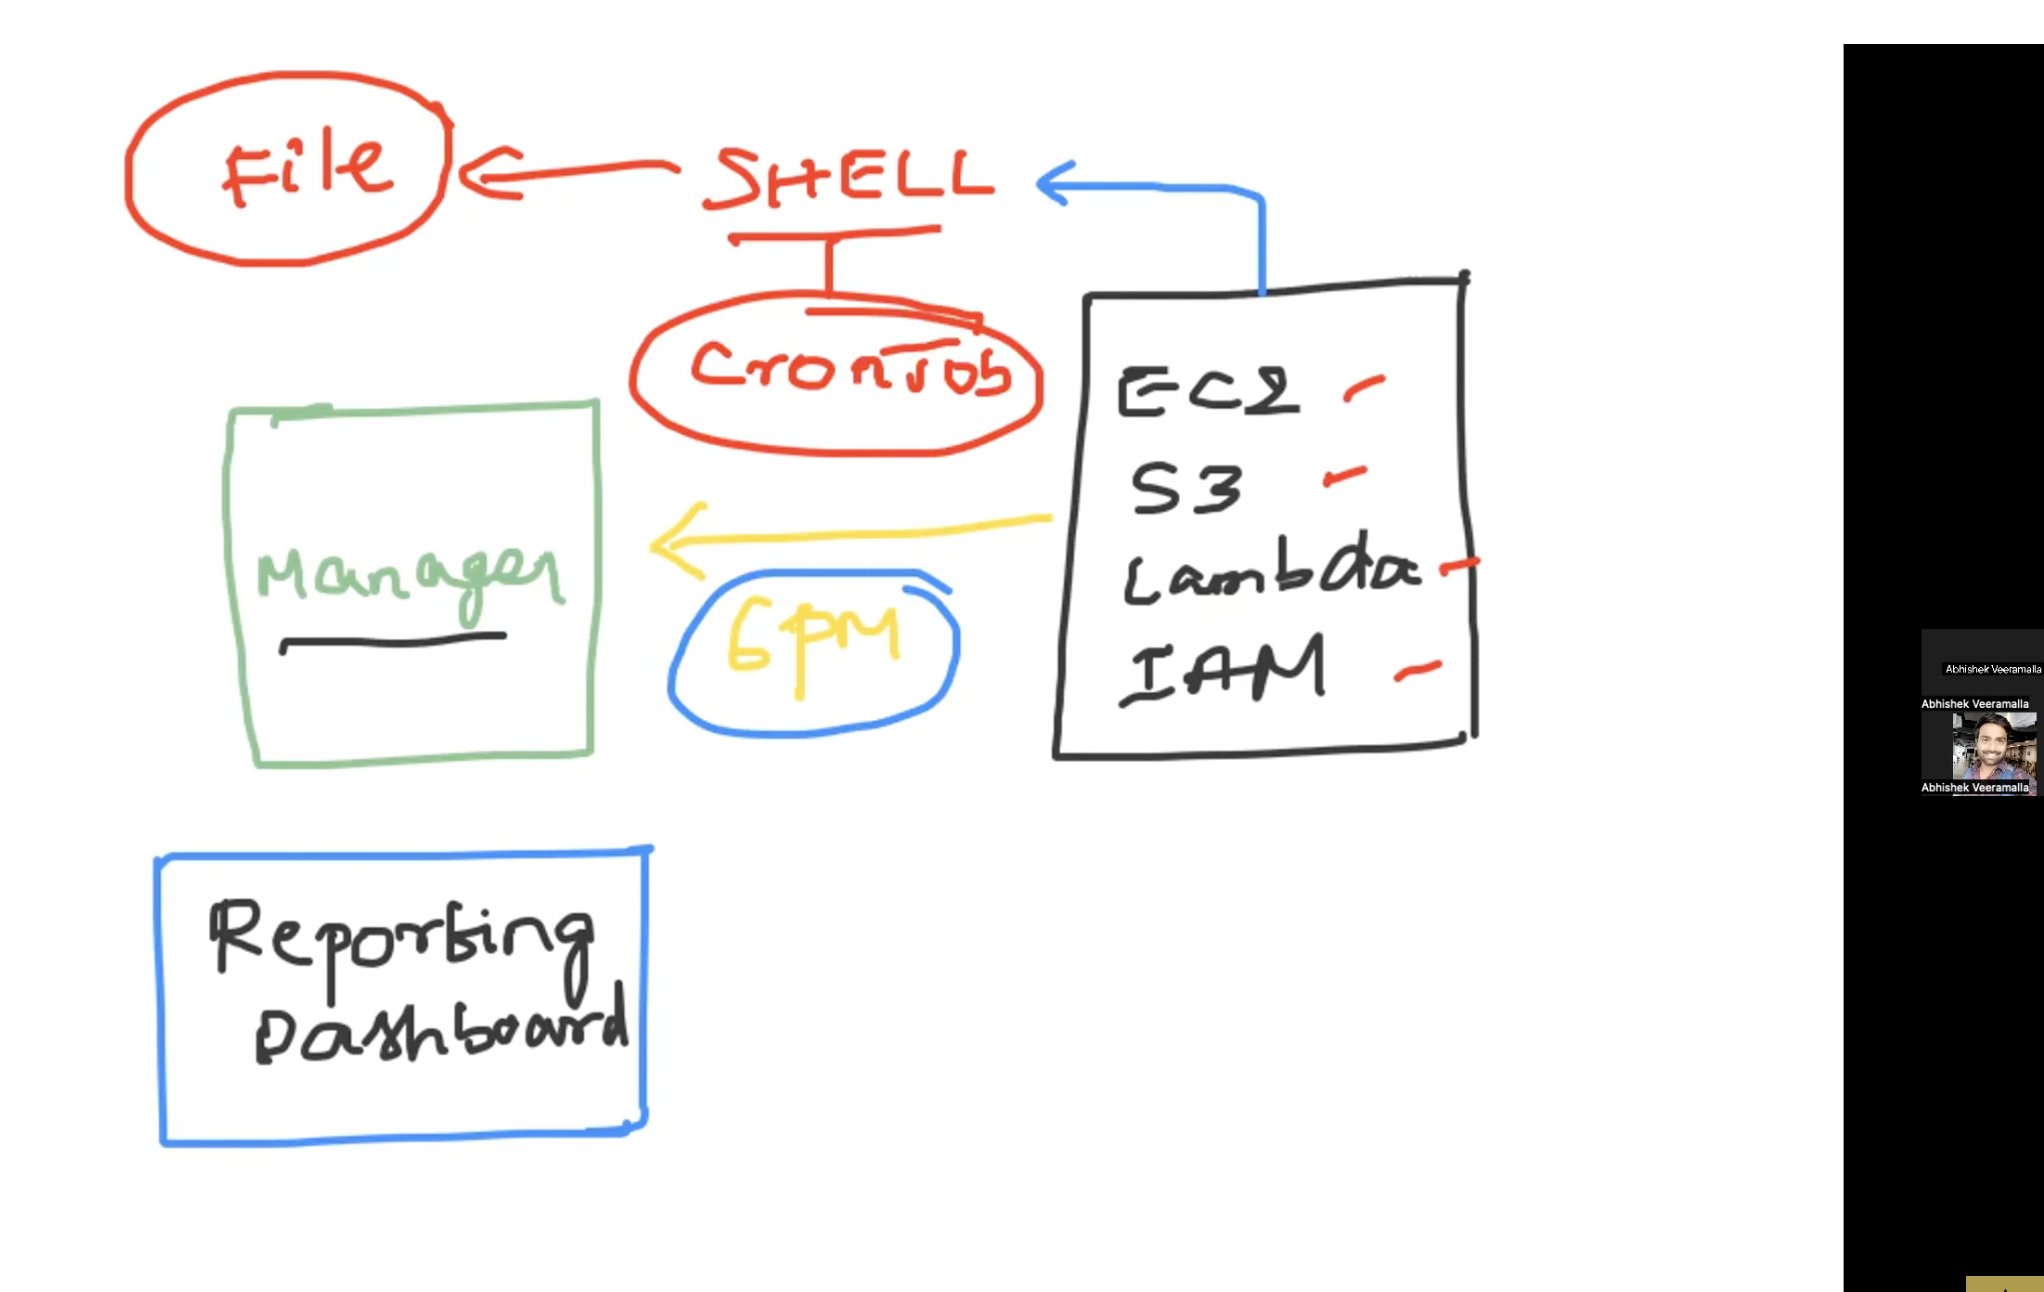 File
SHELL
CronJob
EC2
S3
Lambda
IAM
Manager
6pm
Reporting
Dashboard
Abhishek Veeramalla
Abhishek Veeramalla
Abhishek Veeramalla